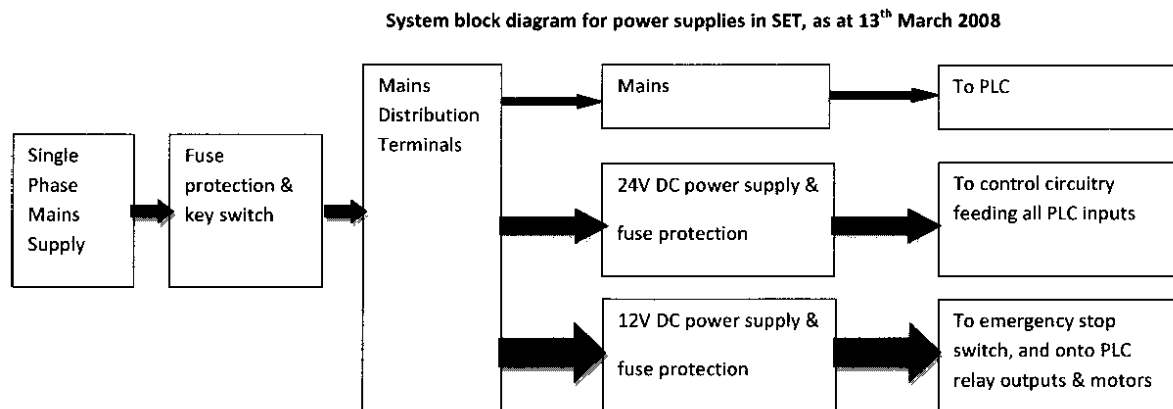 System block diagram for power supplies in SET, as at 13th March 2008
Single
Phase
Mains
Supply
Fuse
protection &
key switch
Mains
Distribution
Terminals
Mains
To PLC
24V DC power supply &
fuse protection
To control circuitry
feeding all PLC inputs
12V DC power supply &
fuse protection
To emergency stop
switch, and onto PLC
relay outputs & motors